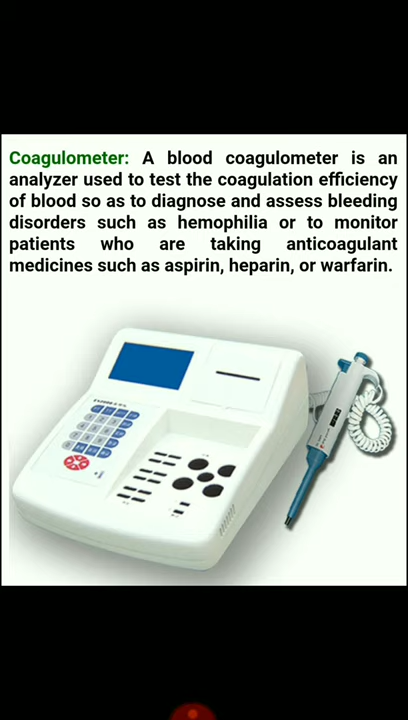 Coagulometer: A blood coagulometer is an
analyzer used to test the coagulation efficiency
of blood so as to diagnose and assess bleeding
disorders such as hemophilia or to monitor
patients who are taking anticoagulant
medicines such as aspirin, heparin, or warfarin.